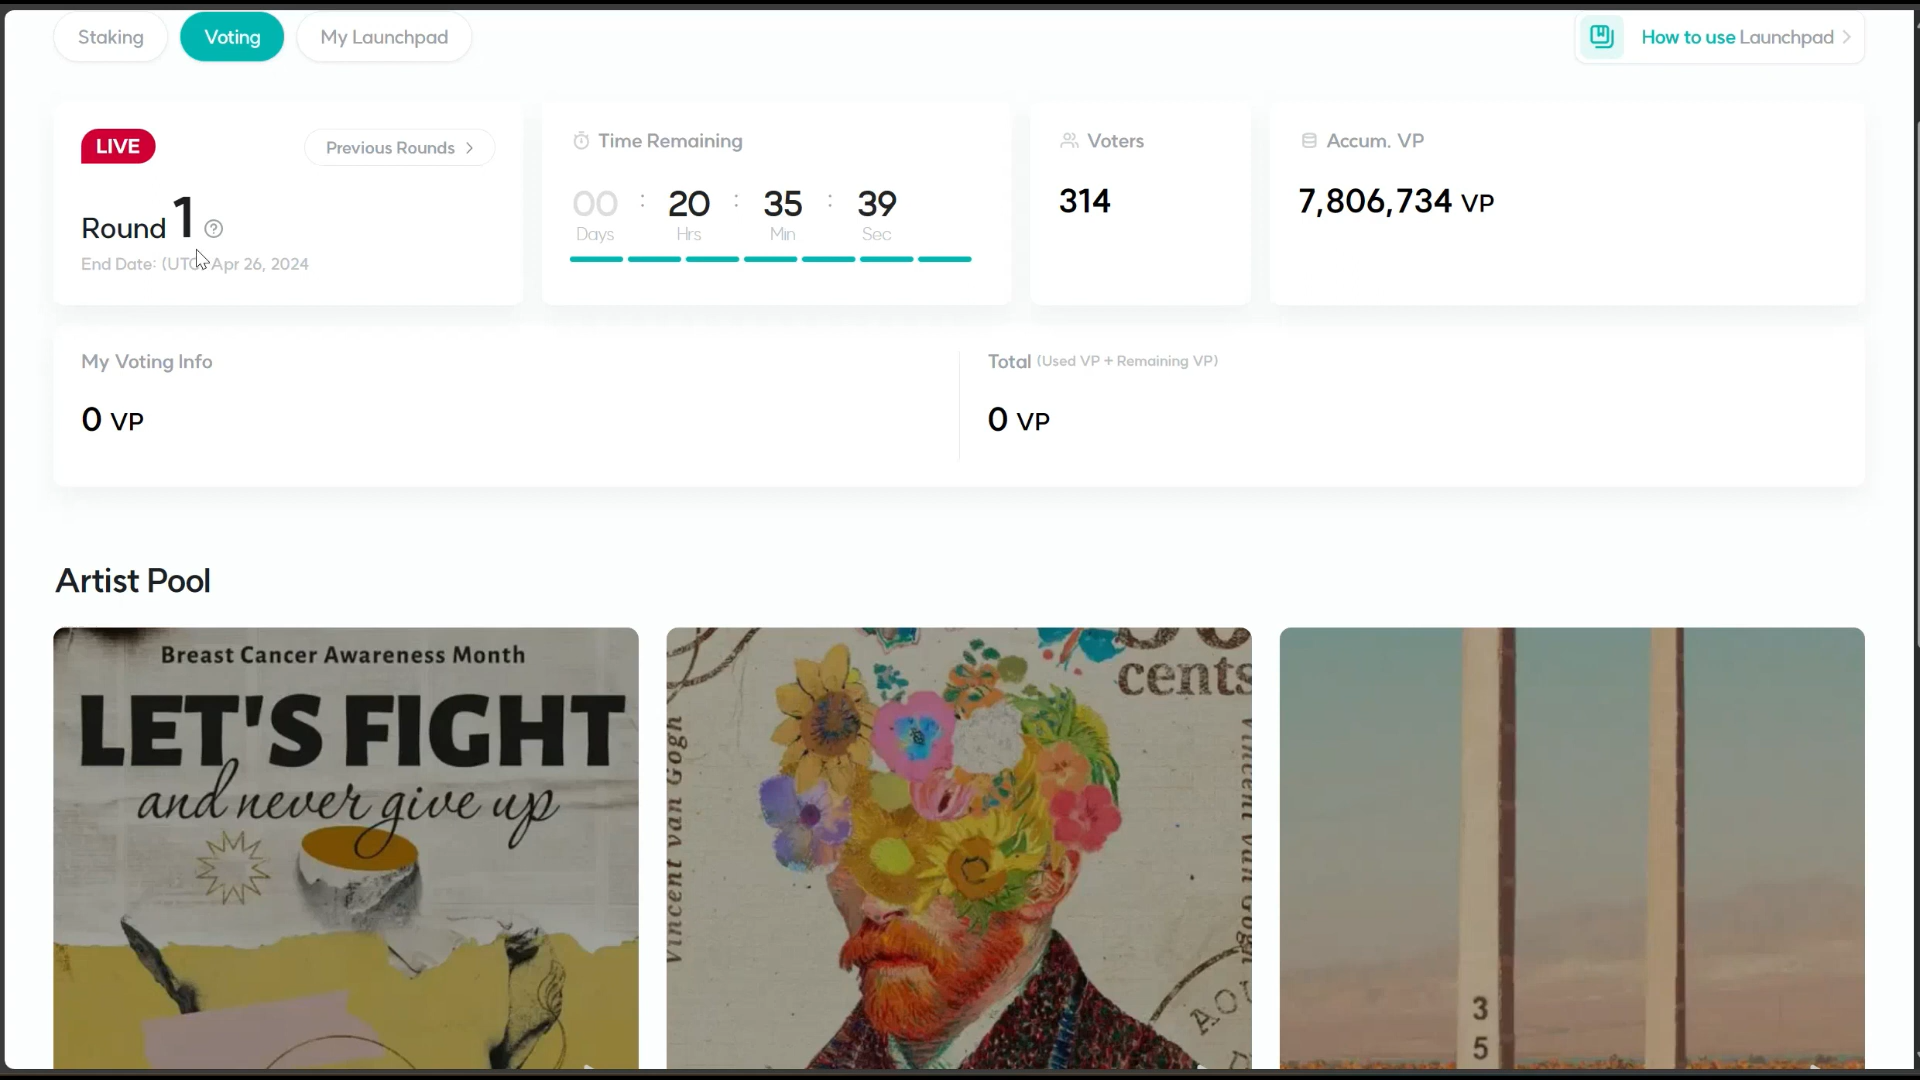 Staking
Voting
My Launchpad
How to use Launchpad
LIVE
Previous Rounds
Round 1
End Date: (UTC) Apr 26, 2024
Time Remaining
00 : 20 : 35 : 39
Days Hrs Min Sec
Voters
314
Accum. VP
7,806,734 VP
My Voting Info
0 VP
Total (Used VP + Remaining VP)
0 VP
Artist Pool
Breast Cancer Awareness Month
LET'S FIGHT
and never give up
cents
Vincent van Gogh
Vincent van Gogh
3
5